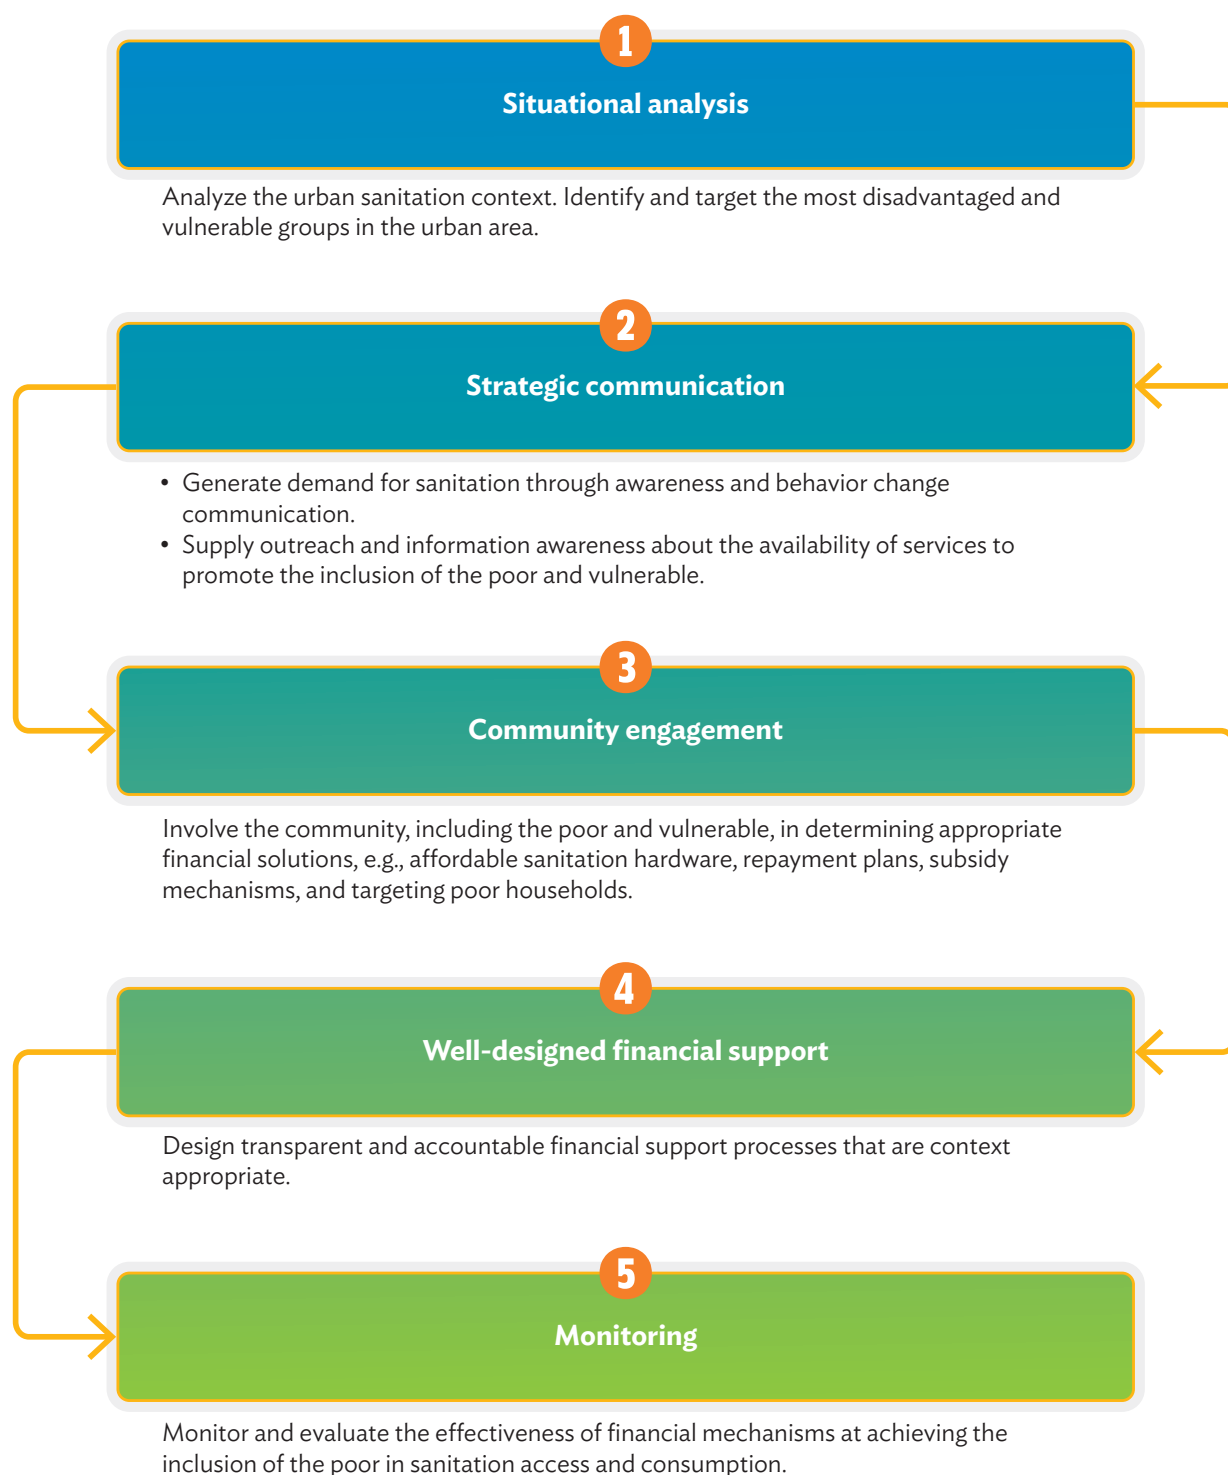 1
Situational analysis
Analyze the urban sanitation context. Identify and target the most disadvantaged and
vulnerable groups in the urban area.
2
Strategic communication
• Generate demand for sanitation through awareness and behavior change
communication.
• Supply outreach and information awareness about the availability of services to
promote the inclusion of the poor and vulnerable.
3
Community engagement
Involve the community, including the poor and vulnerable, in determining appropriate
financial solutions, e.g., affordable sanitation hardware, repayment plans, subsidy
mechanisms, and targeting poor households.
4
Well-designed financial support
Design transparent and accountable financial support processes that are context
appropriate.
5
Monitoring
Monitor and evaluate the effectiveness of financial mechanisms at achieving the
inclusion of the poor in sanitation access and consumption.